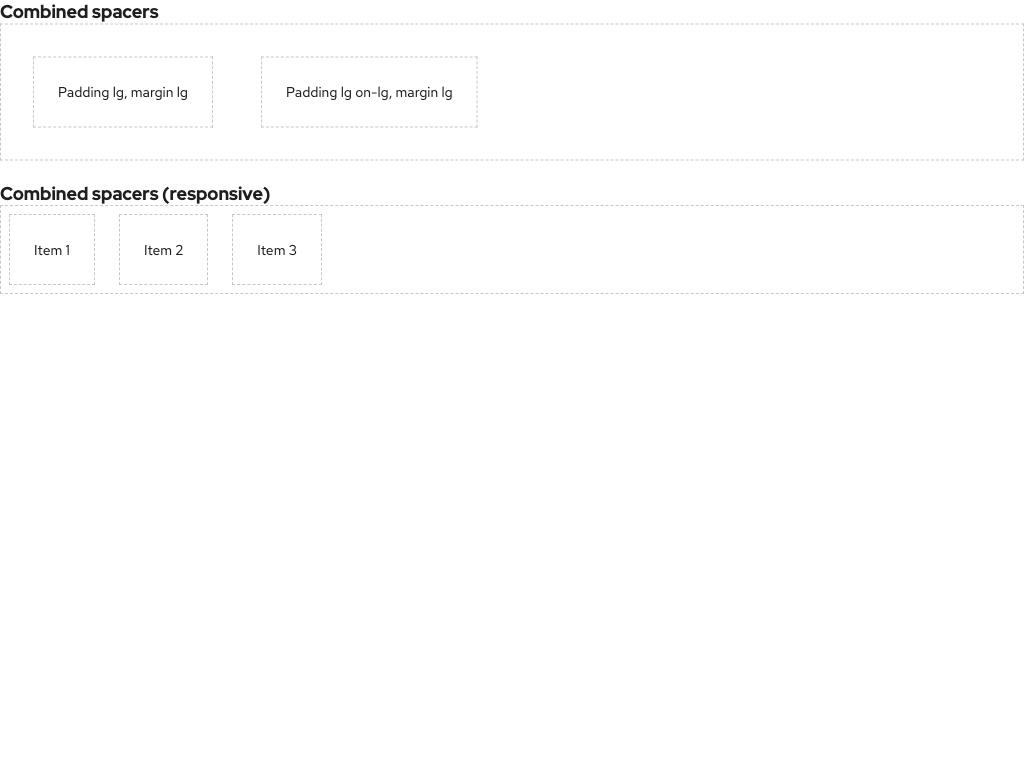 Combined spacers
Padding lg, margin lg
Padding lg on-lg, margin lg
Combined spacers (responsive)
Item 1
Item 2
Item 3